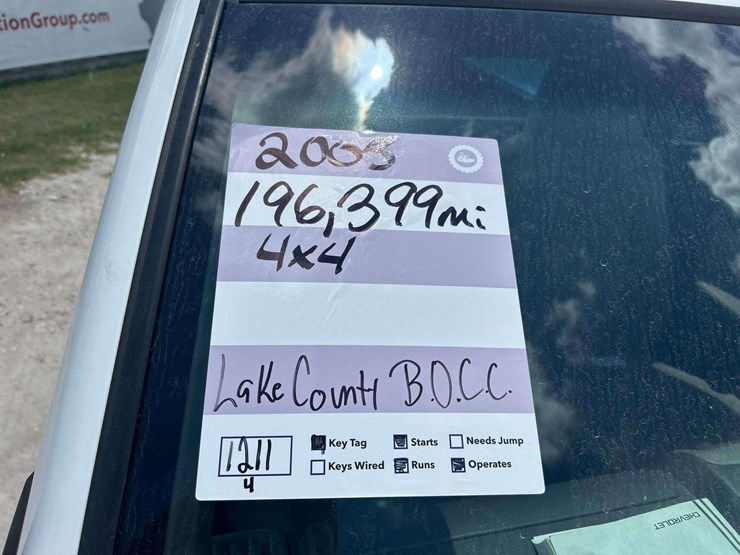 tionGroup.com
2003
196,399mi
4x4
Lake County B.O.C.C.
1211
4
Key Tag Starts Needs Jump
Keys Wired Runs Operates
CHEVROLET